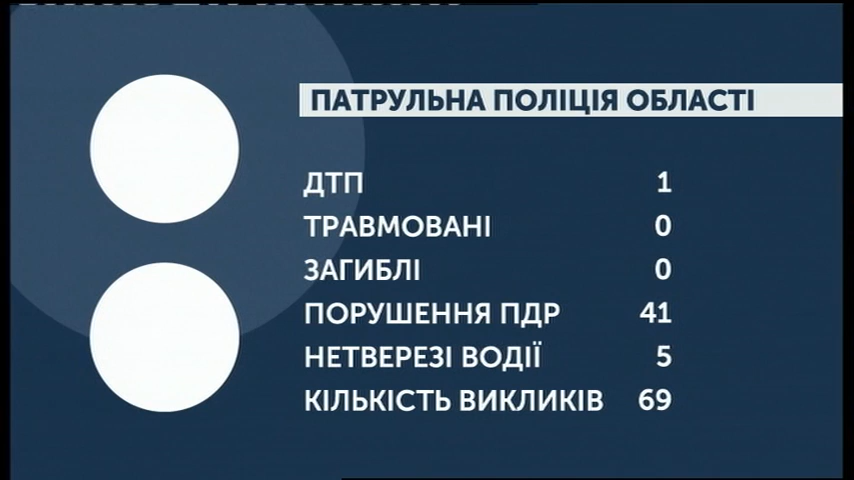 ПАТРУЛЬНА ПОЛІЦІЯ ОБЛАСТІ
ДТП 1
ТРАВМОВАНІ 0
ЗАГИБЛІ 0
ПОРУШЕННЯ ПДР 41
НЕТВЕРЕЗІ ВОДІЇ 5
КІЛЬКІСТЬ ВИКЛИКІВ 69